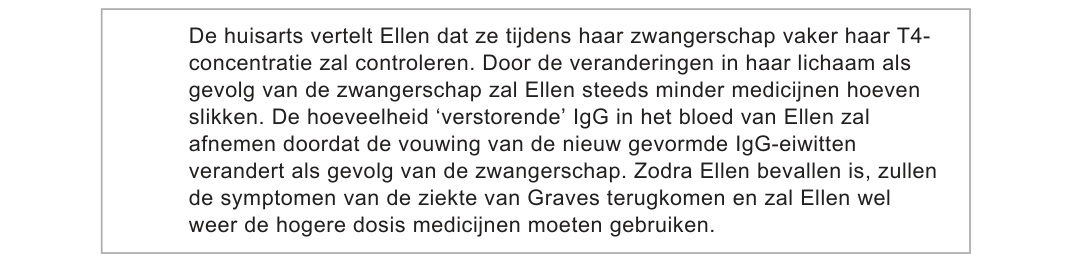 De huisarts vertelt Ellen dat ze tijdens haar zwangerschap vaker haar T4-
concentratie zal controleren. Door de veranderingen in haar lichaam als
gevolg van de zwangerschap zal Ellen steeds minder medicijnen hoeven
slikken. De hoeveelheid ‘verstorende’ IgG in het bloed van Ellen zal
afnemen doordat de vouwing van de nieuw gevormde IgG-eiwitten
verandert als gevolg van de zwangerschap. Zodra Ellen bevallen is, zullen
de symptomen van de ziekte van Graves terugkomen en zal Ellen wel
weer de hogere dosis medicijnen moeten gebruiken.